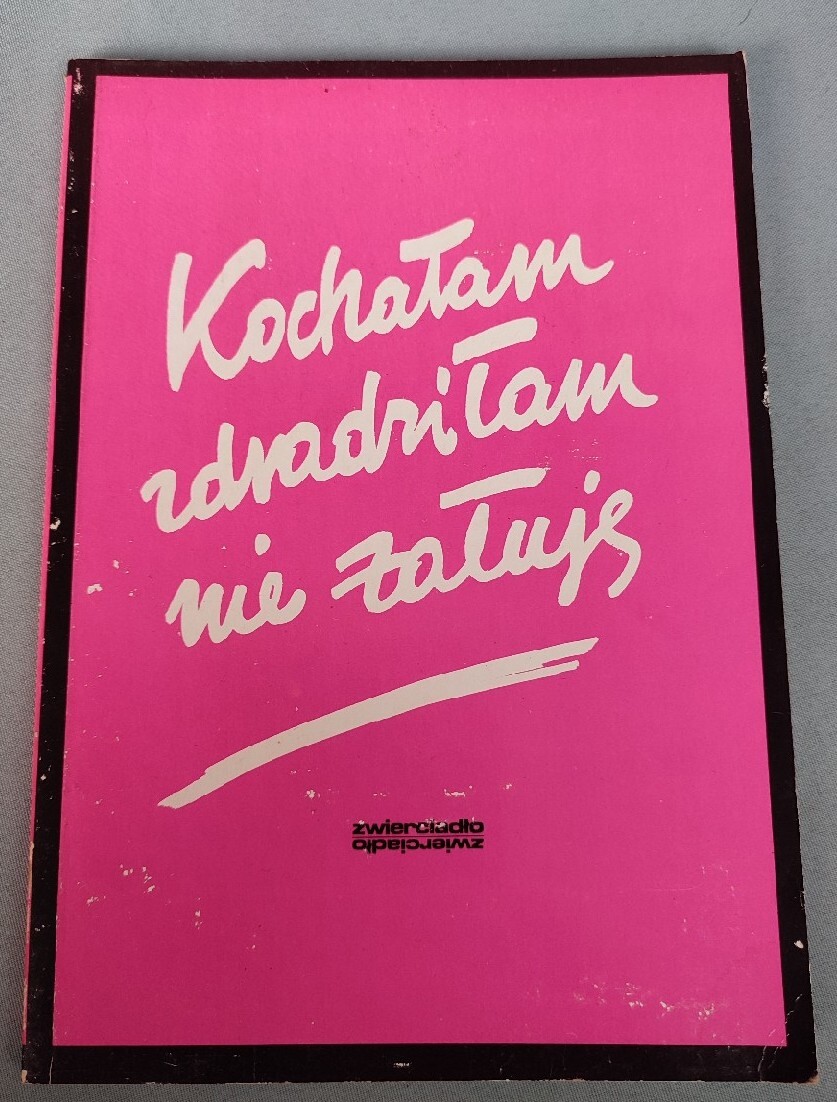 Kochałam
zdradziłam
nie żałuję
zwierciadło
zwierciadło